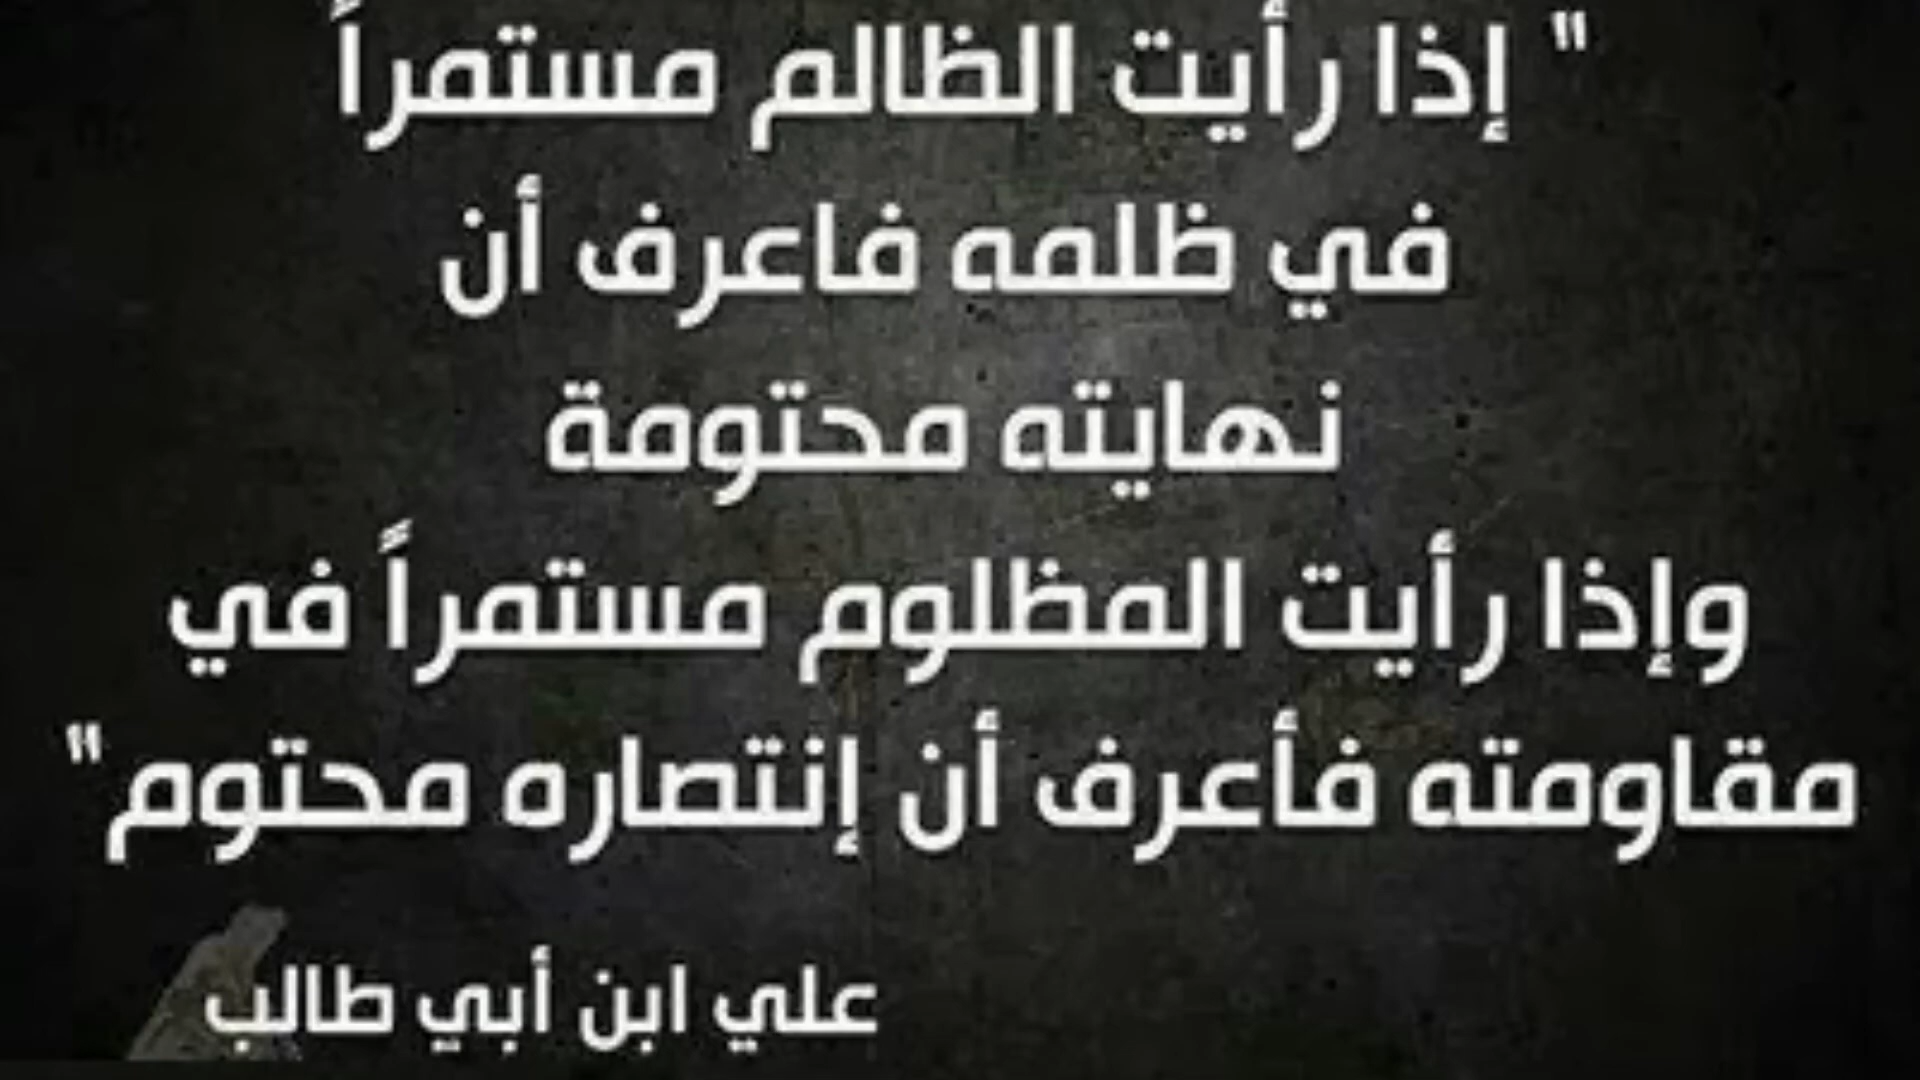 " إذا رأيت الظالم مستمراً
في ظلمه فاعرف أن
نهايته محتومة
وإذا رأيت المظلوم مستمراً في
مقاومته فأعرف أن إنتصاره محتوم"
علي ابن أبي طالب